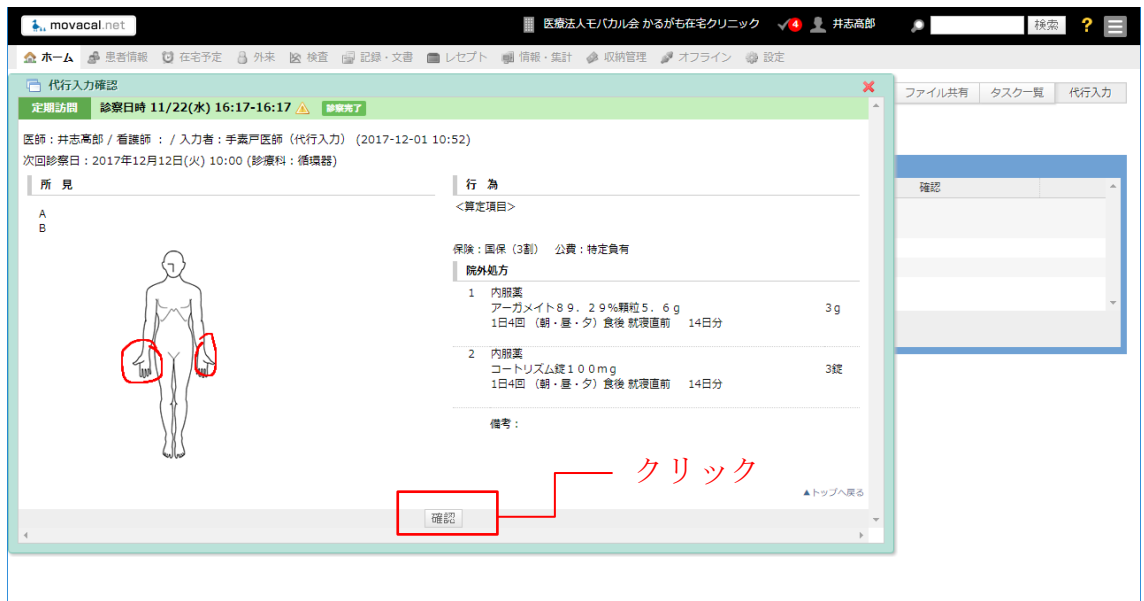 movacal.net
医療法人モバカル会 かるがも在宅クリニック
4
井志高郎
検索
?
ホーム 患者情報 在宅予定 外来 検査 記録・文書 レセプト 情報・集計 収納管理 オフライン 設定
代行入力確認
ファイル共有 タスク一覧 代行入力
定期訪問 診察日時 11/22(水) 16:17-16:17 診察完了
医師：井志高郎 / 看護師 ： / 入力者：手素戸医師（代行入力） (2017-12-01 10:52)
次回診察日：2017年12月12日(火) 10:00 (診療科：循環器)
所 見
行 為
確認
A
B
<算定項目>
保険：国保（3割） 公費：特定負有
院外処方
1 内服薬
アーガメイト８９．２９%顆粒５．６ｇ 3ｇ
1日4回 （朝・昼・夕）食後 就寝直前 14日分
2 内服薬
コートリズム錠１００mg 3錠
1日4回 （朝・昼・夕）食後 就寝直前 14日分
備考：
クリック
▲トップへ戻る
確認